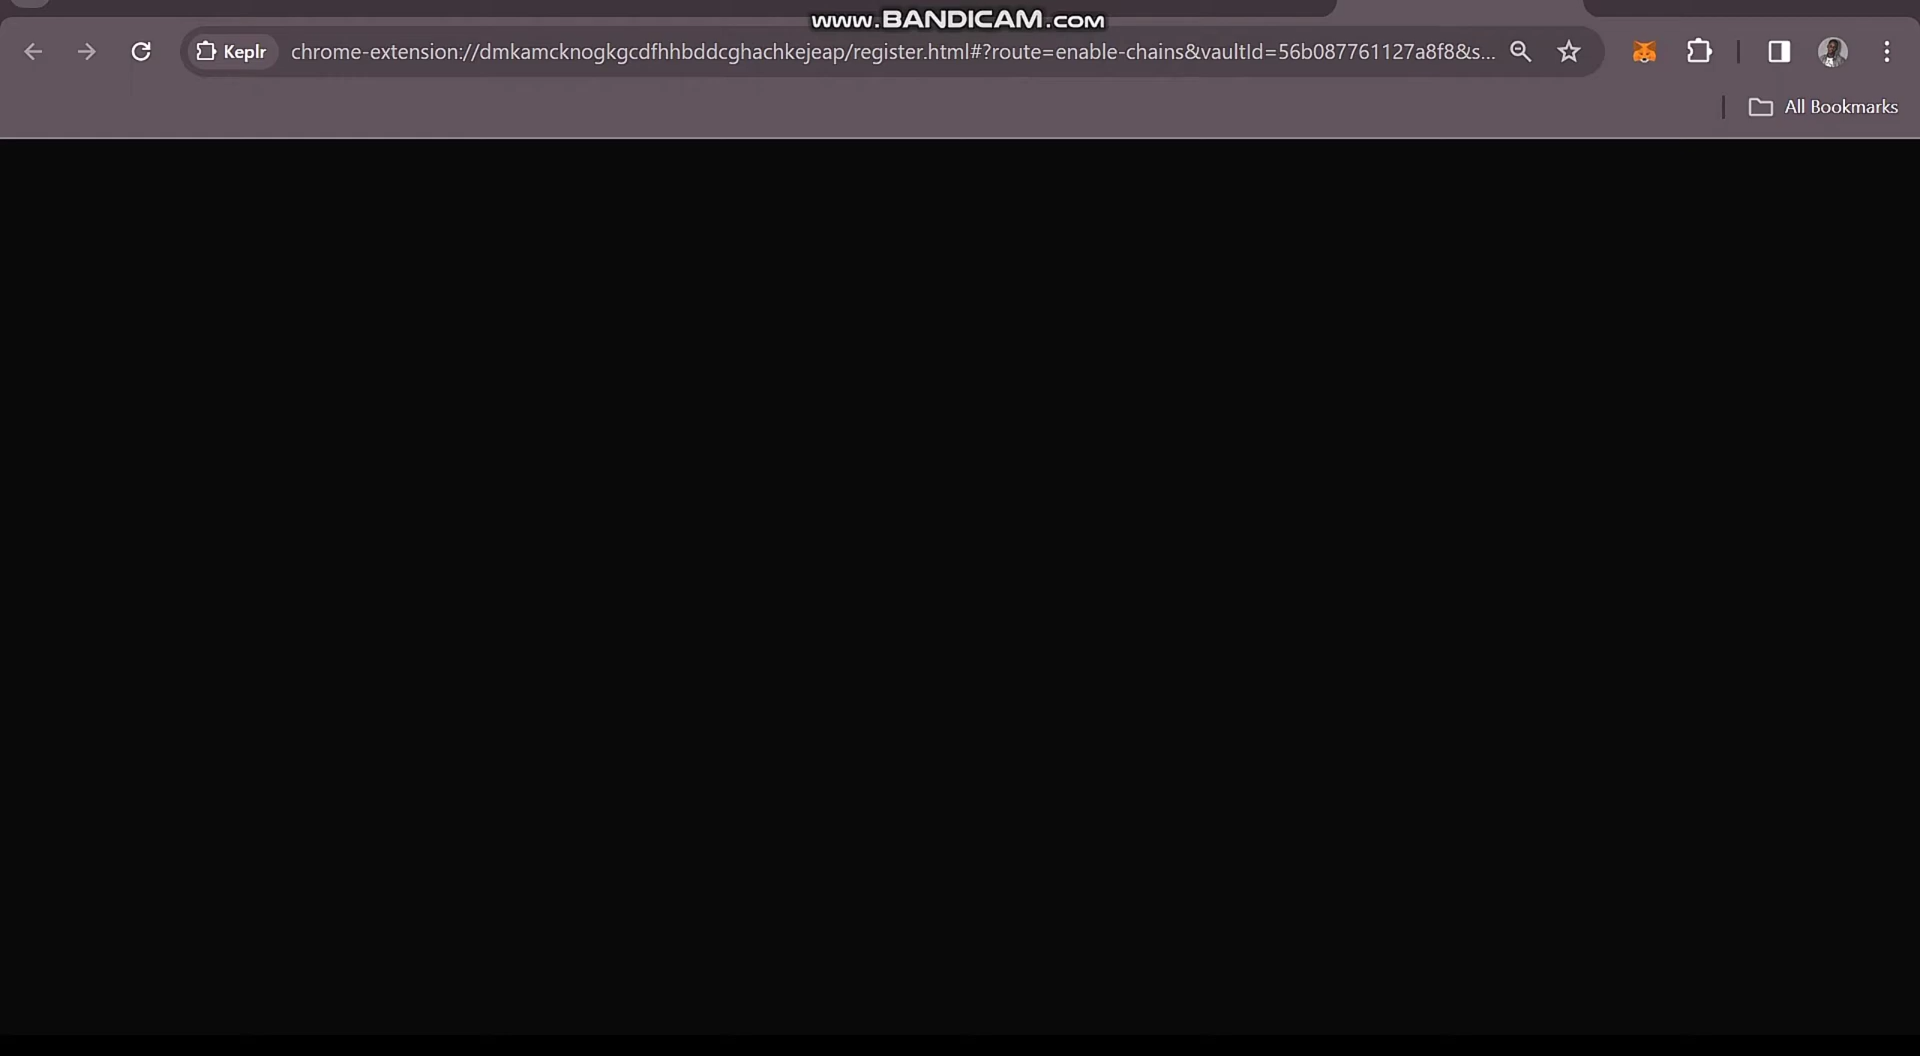 www.BANDICAM.com
Keplr
chrome-extension://dmkamcknogkgcdfhhbddcghachkejeap/register.html#?route=enable-chains&vaultId=56b087761127a8f8&s...
All Bookmarks